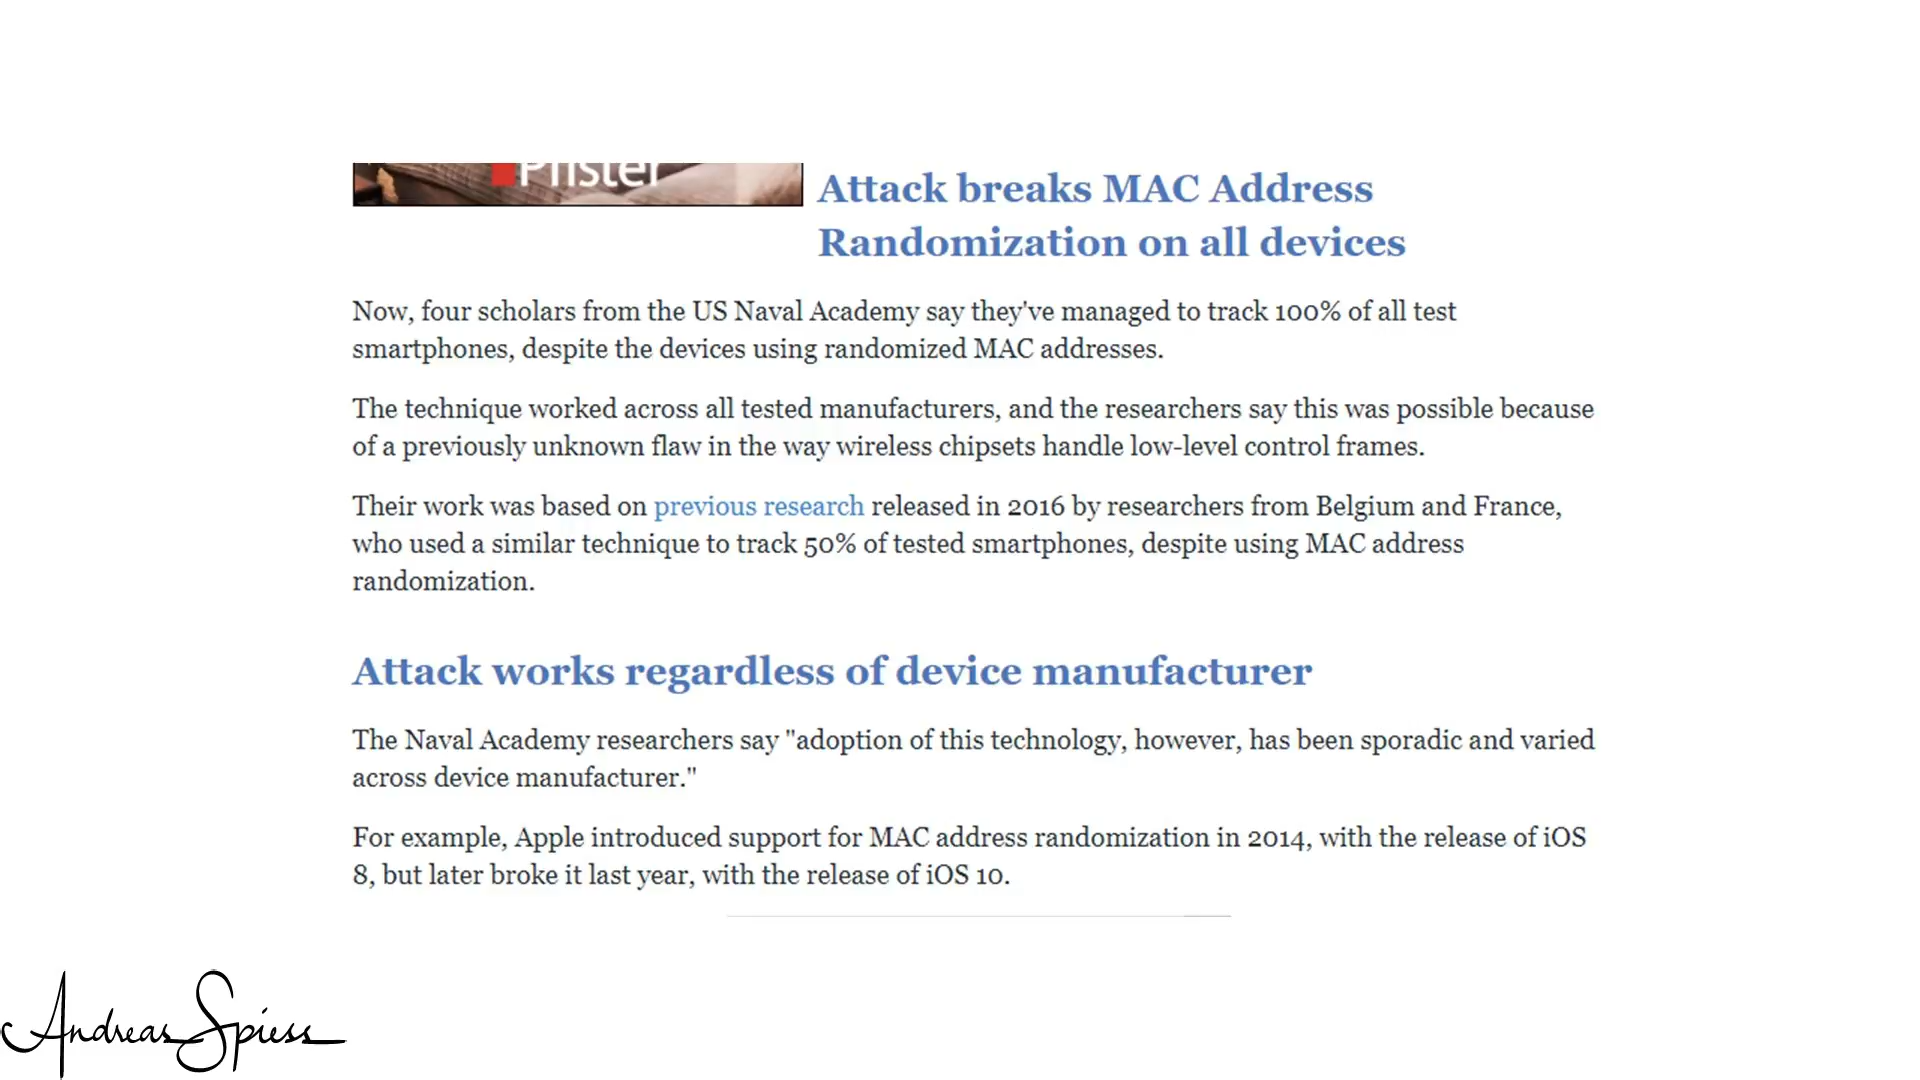 Pfister
Attack breaks MAC Address
Randomization on all devices
Now, four scholars from the US Naval Academy say they've managed to track 100% of all test
smartphones, despite the devices using randomized MAC addresses.
The technique worked across all tested manufacturers, and the researchers say this was possible because
of a previously unknown flaw in the way wireless chipsets handle low-level control frames.
Their work was based on previous research released in 2016 by researchers from Belgium and France,
who used a similar technique to track 50% of tested smartphones, despite using MAC address
randomization.
Attack works regardless of device manufacturer
The Naval Academy researchers say "adoption of this technology, however, has been sporadic and varied
across device manufacturer."
For example, Apple introduced support for MAC address randomization in 2014, with the release of iOS
8, but later broke it last year, with the release of iOS 10.
Andreas Spiess